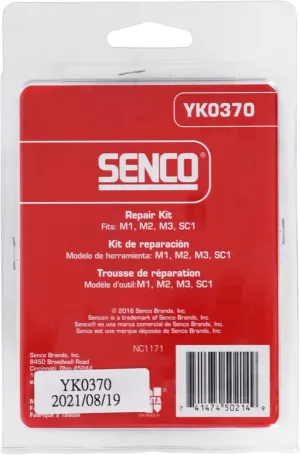 YK0370
SENCO®
Repair Kit
Fits: M1, M2, M3, SC1
Kit de reparación
Modelo de herramienta: M1, M2, M3, SC1
Trousse de réparation
Modèle d'outil:M1, M2, M3, SC1
© 2016 Senco Brands, Inc.
Senco® is a trademark of Senco Brands, Inc.
Senco® es una marca comercial de Senco Brands, Inc.
Senco est une marque déposée de Senco Brands, Inc.
NC1171
Senco Brands, Inc.
8450 Broadwell Road
Cincinnati, Ohio 45244
YK0370
2021/08/19
7 41474 50214 9